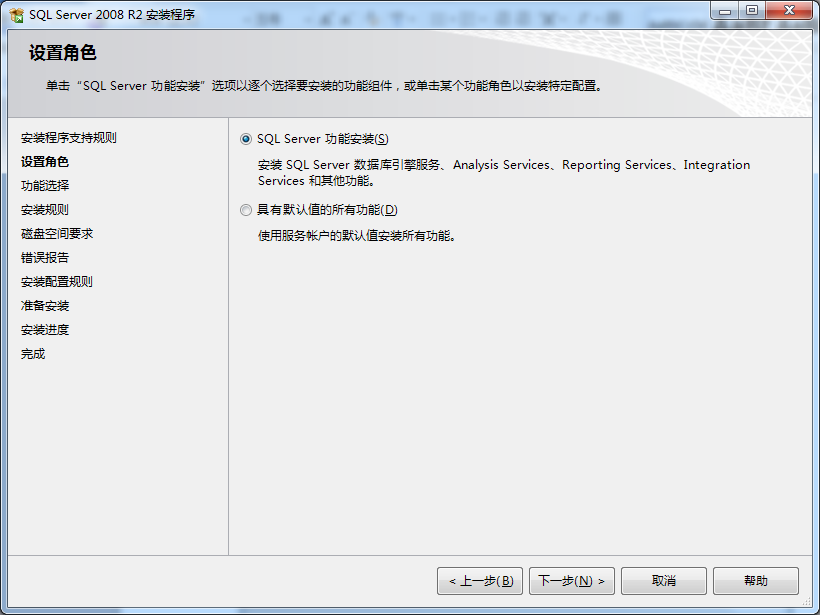 SQL Server 2008 R2 安装程序
设置角色
单击“SQL Server 功能安装”选项以逐个选择要安装的功能组件，或单击某个功能角色以安装特定配置。
安装程序支持规则
设置角色
功能选择
安装规则
磁盘空间要求
错误报告
安装配置规则
准备安装
安装进度
完成
SQL Server 功能安装(S)
安装 SQL Server 数据库引擎服务、Analysis Services、Reporting Services、Integration
Services 和其他功能。
具有默认值的所有功能(D)
使用服务帐户的默认值安装所有功能。
< 上一步(B)
下一步(N) >
取消
帮助